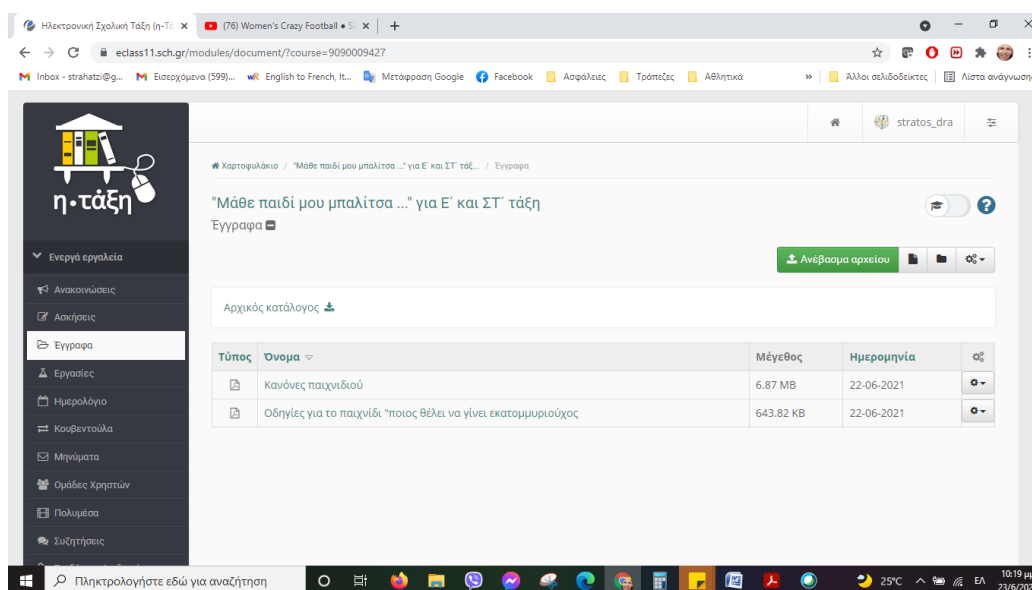 Ηλεκτρονική Σχολική Τάξη (η-Τά
(76) Women's Crazy Football ● S
eclass11.sch.gr/modules/document/?course=9090009427
Inbox - strahatzi@g...
Εισερχόμενα (599)...
English to French, It...
Μετάφραση Google
Facebook
Ασφάλειες
Τράπεζες
Αθλητικά
»
Άλλοι σελιδοδείκτες
Λίστα ανάγνωση
η•τάξη
stratos_dra
Χαρτοφυλάκιο / "Μάθε παιδί μου μπαλίτσα ..." για Ε΄ και ΣΤ΄ τάξ... / Έγγραφα
"Μάθε παιδί μου μπαλίτσα ..." για Ε΄ και ΣΤ΄ τάξη
Έγγραφα
Ανέβασμα αρχείου
Αρχικός κατάλογος
Τύπος Όνομα Μέγεθος Ημερομηνία
Κανόνες παιχνιδιού 6.87 MB 22-06-2021
Οδηγίες για το παιχνίδι "ποιος θέλει να γίνει εκατομμυριούχος 643.82 KB 22-06-2021
Ενεργά εργαλεία
Ανακοινώσεις
Ασκήσεις
Έγγραφα
Εργασίες
Ημερολόγιο
Κουβεντούλα
Μηνύματα
Ομάδες Χρηστών
Πολυμέσα
Συζητήσεις
Πληκτρολογήστε εδώ για αναζήτηση
25°C
ΕΛ
10:19 μμ
23/6/202